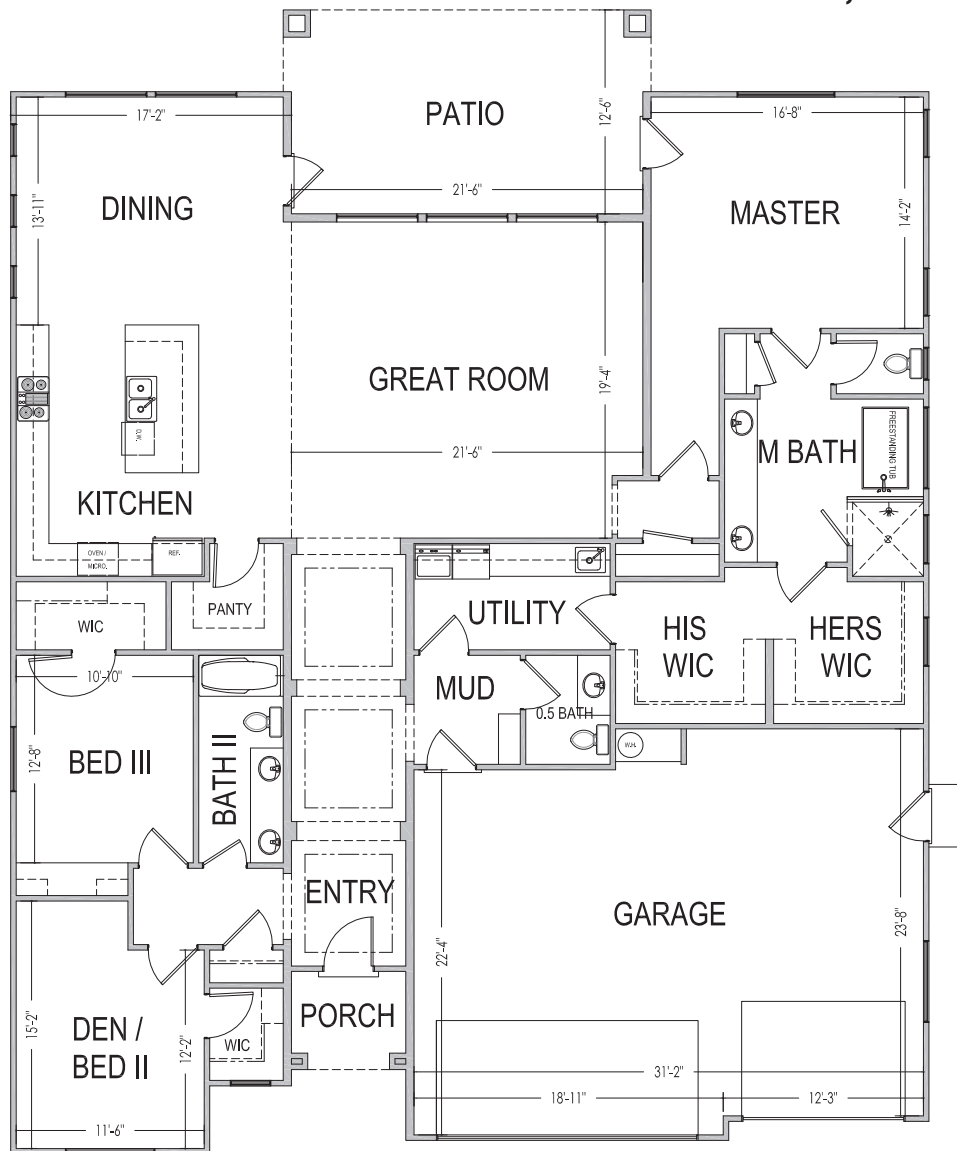 PATIO
12'-6"
21'-6"
17'-2"
13'-11"
DINING
16'-8"
MASTER
14'-2"
GREAT ROOM
19'-4"
21'-6"
D.W.
KITCHEN
OVEN /
MICRO.
REF.
M BATH
FREESTANDING TUB
PANTY
WIC
UTILITY
HIS
WIC
HERS
WIC
10'-10"
MUD
0.5 BATH
W.H.
12'-8"
BED III
BATH II
ENTRY
GARAGE
22'-4"
23'-8"
15'-2"
DEN /
BED II
12'-2"
WIC
PORCH
31'-2"
18'-11"
12'-3"
11'-6"